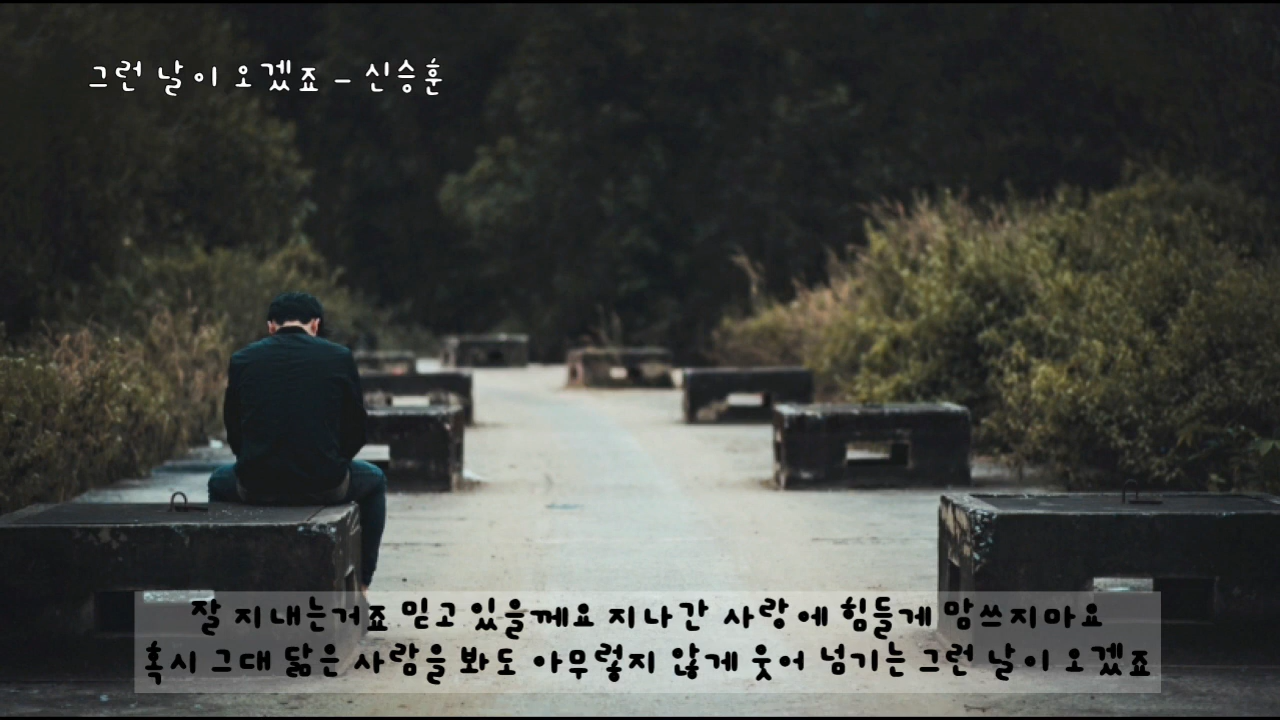 그런 날이 오겠죠 - 신승훈
잘 지내는거죠 믿고 있을께요 지나간 사랑에 힘들게 맘쓰지마요
혹시 그대 닮은 사람을 봐도 아무렇지 않게 웃어 넘기는 그런 날이 오겠죠